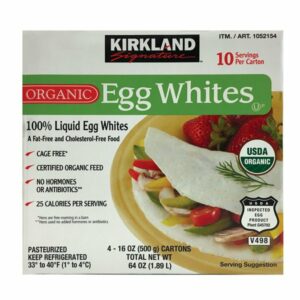 ITM. / ART. 1052154
KIRKLAND
Signature
10 Servings
Per Carton
ORGANIC Egg Whites
100% Liquid Egg Whites
A Fat-Free and Cholesterol-Free Food
• CAGE FREE*
• CERTIFIED ORGANIC FEED
• NO HORMONES
OR ANTIBIOTICS**
• 25 CALORIES PER SERVING
USDA
ORGANIC
PASTEURIZED
KEEP REFRIGERATED
33° to 40°F (1° to 4°C)
4 - 16 OZ (500 g) CARTONS
TOTAL NET WT
64 OZ (1.89 L)
USDA
INSPECTED
EGG
PRODUCT
V498
Serving Suggestion